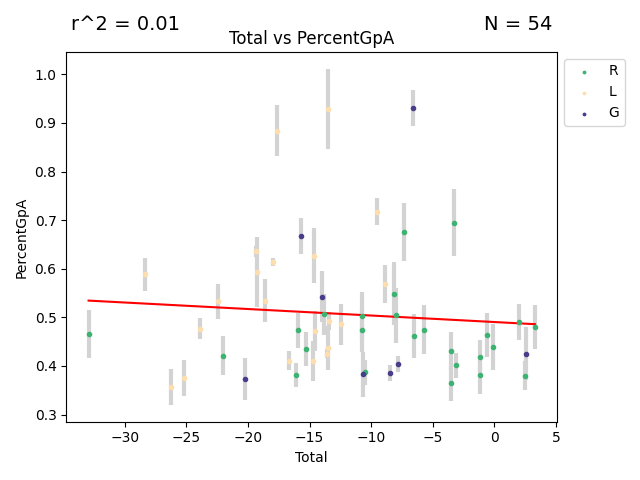 r^2 = 0.01
N = 54
Total vs PercentGpA
R
L
G
PercentGpA
1.0
0.9
0.8
0.7
0.6
0.5
0.4
0.3
−30
−25
−20
−15
−10
−5
0
5
Total